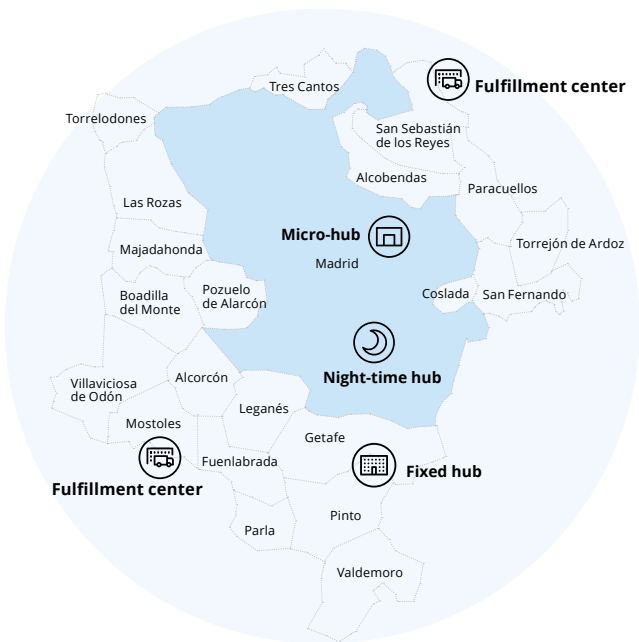 Tres Cantos
Fulfillment center
Torrelodones
San Sebastián
de los Reyes
Alcobendas
Paracuellos
Las Rozas
Micro-hub
Torrejón de Ardoz
Majadahonda
Madrid
Pozuelo
de Alarcón
Boadilla
del Monte
Coslada
San Fernando
Night-time hub
Alcorcón
Villaviciosa
de Odón
Leganés
Mostoles
Getafe
Fuenlabrada
Fixed hub
Fulfillment center
Pinto
Parla
Valdemoro